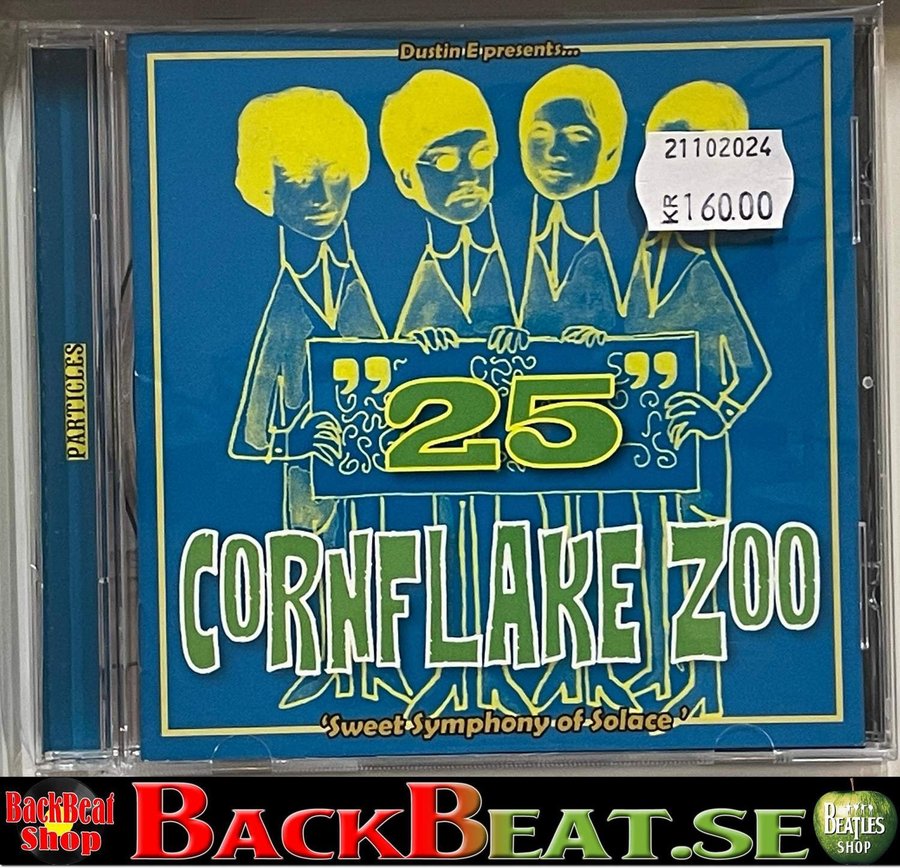 Dustin E presents...
21102024
KR 160.00
PARTICLES
"25"
CORNFLAKE ZOO
'Sweet Symphony of Solace'
BackBeat
Shop
BACKBEAT.SE
BEATLES
SHOP